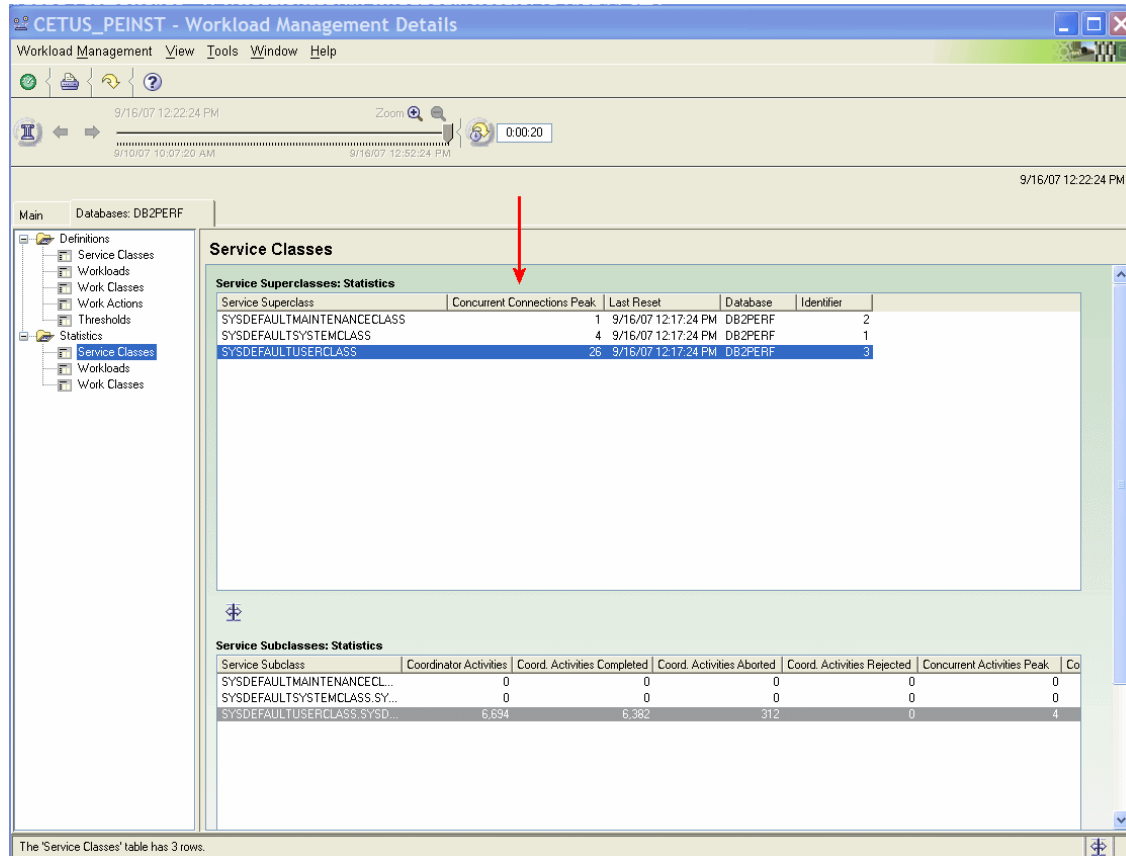 CETUS_PEINST - Workload Management Details
Workload Management View Tools Window Help
9/16/07 12:22:24 PM Zoom
0:00:20
9/10/07 10:07:20 AM 9/16/07 12:52:24 PM
9/16/07 12:22:24 PM
Main Databases: DB2PERF
Definitions
Service Classes
Workloads
Work Classes
Work Actions
Thresholds
Statistics
Service Classes
Workloads
Work Classes
Service Classes
Service Superclasses: Statistics
Service Superclass Concurrent Connections Peak Last Reset Database Identifier
SYSDEFAULTMAINTENANCECLASS 1 9/16/07 12:17:24 PM DB2PERF 2
SYSDEFAULTSYSTEMCLASS 4 9/16/07 12:17:24 PM DB2PERF 1
SYSDEFAULTUSERCLASS 26 9/16/07 12:17:24 PM DB2PERF 3
Service Subclasses: Statistics
Service Subclass Coordinator Activities Coord. Activities Completed Coord. Activities Aborted Coord. Activities Rejected Concurrent Activities Peak Co
SYSDEFAULTMAINTENANCECL... 0 0 0 0 0
SYSDEFAULTSYSTEMCLASS.SY... 0 0 0 0 0
SYSDEFAULTUSERCLASS.SYSD... 6,694 6,382 312 0 4
The 'Service Classes' table has 3 rows.